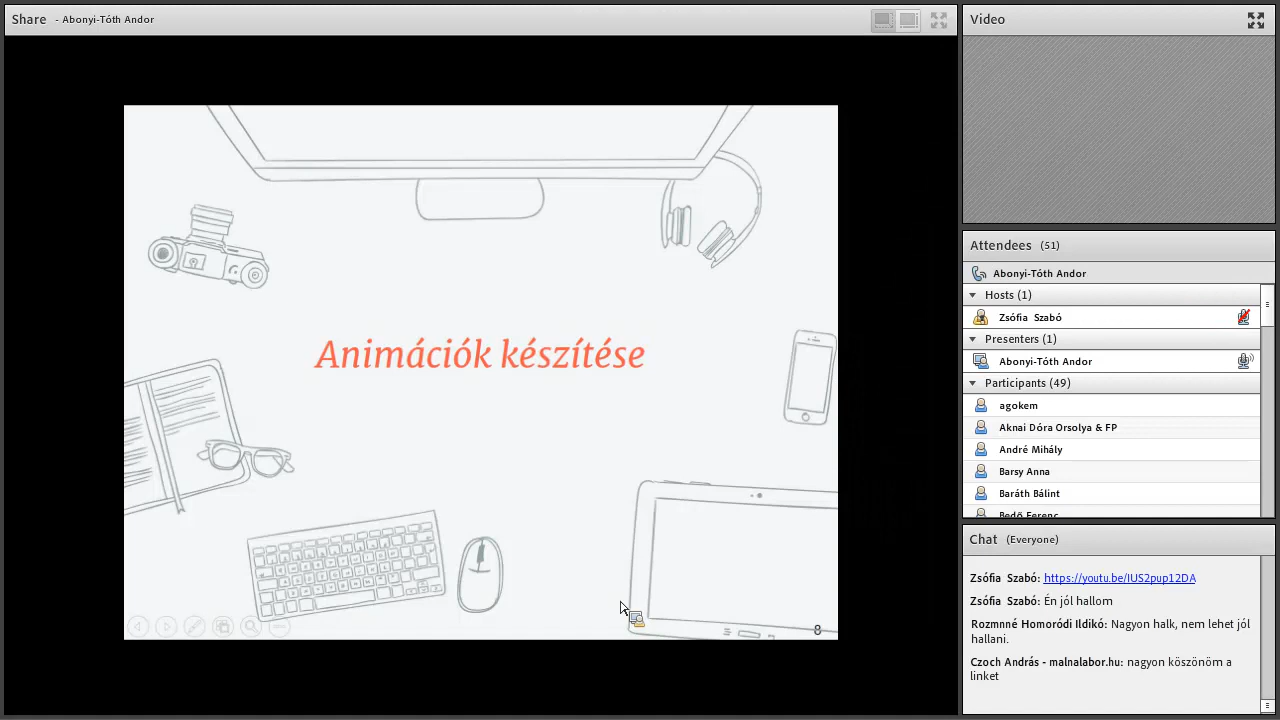 Share - Abonyi-Tóth Andor
Animációk készítése
8
Video
Attendees (51)
Abonyi-Tóth Andor
Hosts (1)
Zsófia Szabó
Presenters (1)
Abonyi-Tóth Andor
Participants (49)
agokem
Aknai Dóra Orsolya & FP
André Mihály
Barsy Anna
Baráth Bálint
Bedő Ferenc
Chat (Everyone)
Zsófia Szabó: https://youtu.be/IUS2pup12DA
Zsófia Szabó: Én jól hallom
Rozmnné Homoródi Ildikó: Nagyon halk, nem lehet jól
hallani.
Czoch András - malnalabor.hu: nagyon köszönöm a
linket